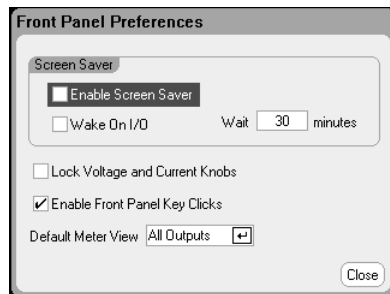 Front Panel Preferences
Screen Saver
Enable Screen Saver
Wake On I/O Wait 30 minutes
Lock Voltage and Current Knobs
Enable Front Panel Key Clicks
Default Meter View All Outputs
Close